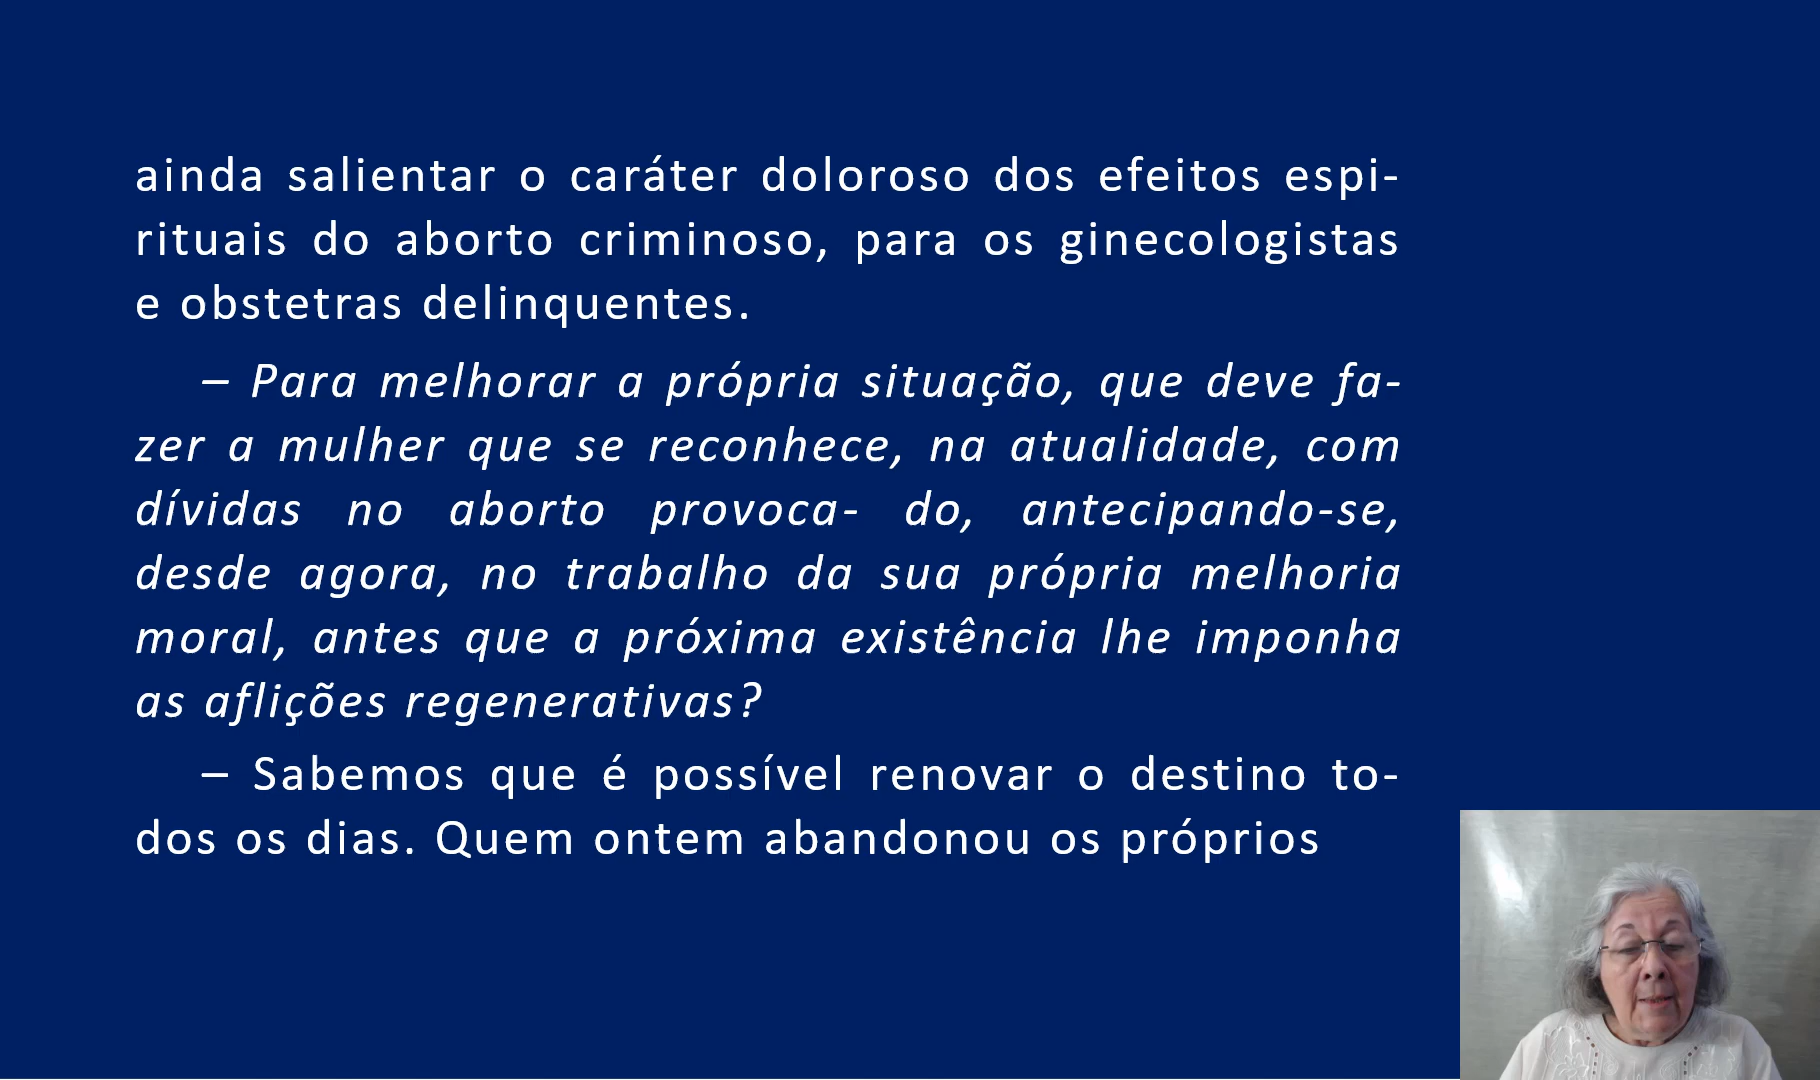 ainda salientar o caráter doloroso dos efeitos espi-
rituais do aborto criminoso, para os ginecologistas
e obstetras delinquentes.
– Para melhorar a própria situação, que deve fa-
zer a mulher que se reconhece, na atualidade, com
dívidas no aborto provoca- do, antecipando-se,
desde agora, no trabalho da sua própria melhoria
moral, antes que a próxima existência lhe imponha
as aflições regenerativas?
– Sabemos que é possível renovar o destino to-
dos os dias. Quem ontem abandonou os próprios